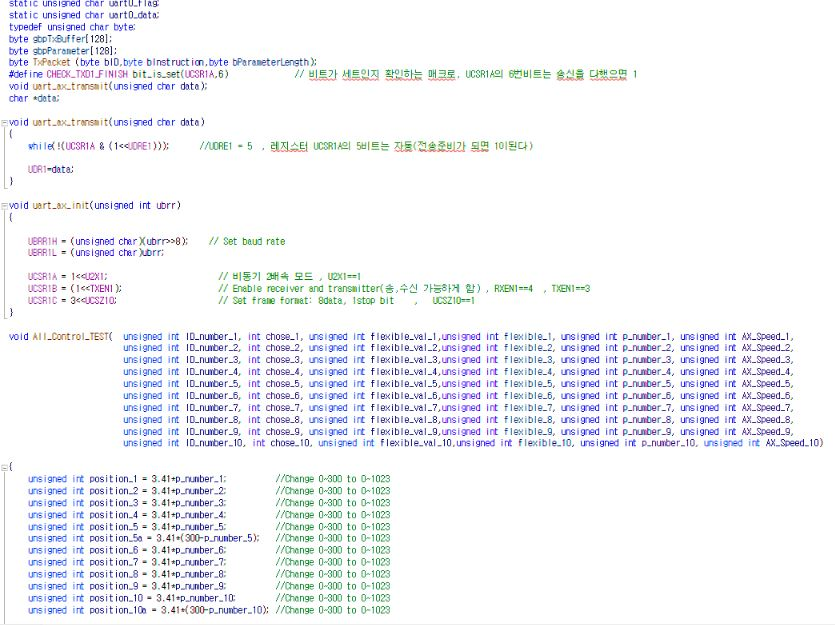 static unsigned char uart0_flag;
static unsigned char uart0_data;
typedef unsigned char byte;
byte gbpTxBuffer[128];
byte gbpParameter[128];
byte TxPacket (byte bID,byte bInstruction,byte bParameterLength);
#define CHECK_TXD1_FINISH bit_is_set(UCSR1A,6) // 비트가 세트인지 확인하는 매크로. UCSR1A의 6번비트는 송신을 다했으면 1
void uart_ax_transmit(unsigned char data);
char *data;
void uart_ax_transmit(unsigned char data)
{
while(!(UCSR1A & (1<<UDRE1))); //UDRE1 = 5 , 레지스터 UCSR1A의 5비트는 자동(전송준비가 되면 1이된다)
UDR1=data;
}
void uart_ax_init(unsigned int ubrr)
{
UBRR1H = (unsigned char)(ubrr>>8); // Set baud rate
UBRR1L = (unsigned char)ubrr;
UCSR1A = 1<<U2X1; // 비동기 2배속 모드 , U2X1==1
UCSR1B = (1<<TXEN1); // Enable receiver and transmitter(송,수신 가능하게 함) , RXEN1==4 , TXEN1==3
UCSR1C = 3<<UCSZ10; // Set frame format: 8data, 1stop bit , UCSZ10==1
}
void All_Control_TEST( unsigned int ID_number_1, int chose_1, unsigned int flexible_val_1,unsigned int flexible_1, unsigned int p_number_1, unsigned int AX_Speed_1,
unsigned int ID_number_2, int chose_2, unsigned int flexible_val_2,unsigned int flexible_2, unsigned int p_number_2, unsigned int AX_Speed_2,
unsigned int ID_number_3, int chose_3, unsigned int flexible_val_3,unsigned int flexible_3, unsigned int p_number_3, unsigned int AX_Speed_3,
unsigned int ID_number_4, int chose_4, unsigned int flexible_val_4,unsigned int flexible_4, unsigned int p_number_4, unsigned int AX_Speed_4,
unsigned int ID_number_5, int chose_5, unsigned int flexible_val_5,unsigned int flexible_5, unsigned int p_number_5, unsigned int AX_Speed_5,
unsigned int ID_number_6, int chose_6, unsigned int flexible_val_6,unsigned int flexible_6, unsigned int p_number_6, unsigned int AX_Speed_6,
unsigned int ID_number_7, int chose_7, unsigned int flexible_val_7,unsigned int flexible_7, unsigned int p_number_7, unsigned int AX_Speed_7,
unsigned int ID_number_8, int chose_8, unsigned int flexible_val_8,unsigned int flexible_8, unsigned int p_number_8, unsigned int AX_Speed_8,
unsigned int ID_number_9, int chose_9, unsigned int flexible_val_9,unsigned int flexible_9, unsigned int p_number_9, unsigned int AX_Speed_9,
unsigned int ID_number_10, int chose_10, unsigned int flexible_val_10,unsigned int flexible_10, unsigned int p_number_10, unsigned int AX_Speed_10)
{
unsigned int position_1 = 3.41*p_number_1; //Change 0~300 to 0~1023
unsigned int position_2 = 3.41*p_number_2; //Change 0~300 to 0~1023
unsigned int position_3 = 3.41*p_number_3; //Change 0~300 to 0~1023
unsigned int position_4 = 3.41*p_number_4; //Change 0~300 to 0~1023
unsigned int position_5 = 3.41*p_number_5; //Change 0~300 to 0~1023
unsigned int position_5a = 3.41*(300-p_number_5); //Change 0~300 to 0~1023
unsigned int position_6 = 3.41*p_number_6; //Change 0~300 to 0~1023
unsigned int position_7 = 3.41*p_number_7; //Change 0~300 to 0~1023
unsigned int position_8 = 3.41*p_number_8; //Change 0~300 to 0~1023
unsigned int position_9 = 3.41*p_number_9; //Change 0~300 to 0~1023
unsigned int position_10 = 3.41*p_number_10; //Change 0~300 to 0~1023
unsigned int position_10a = 3.41*(300-p_number_10); //Change 0~300 to 0~1023